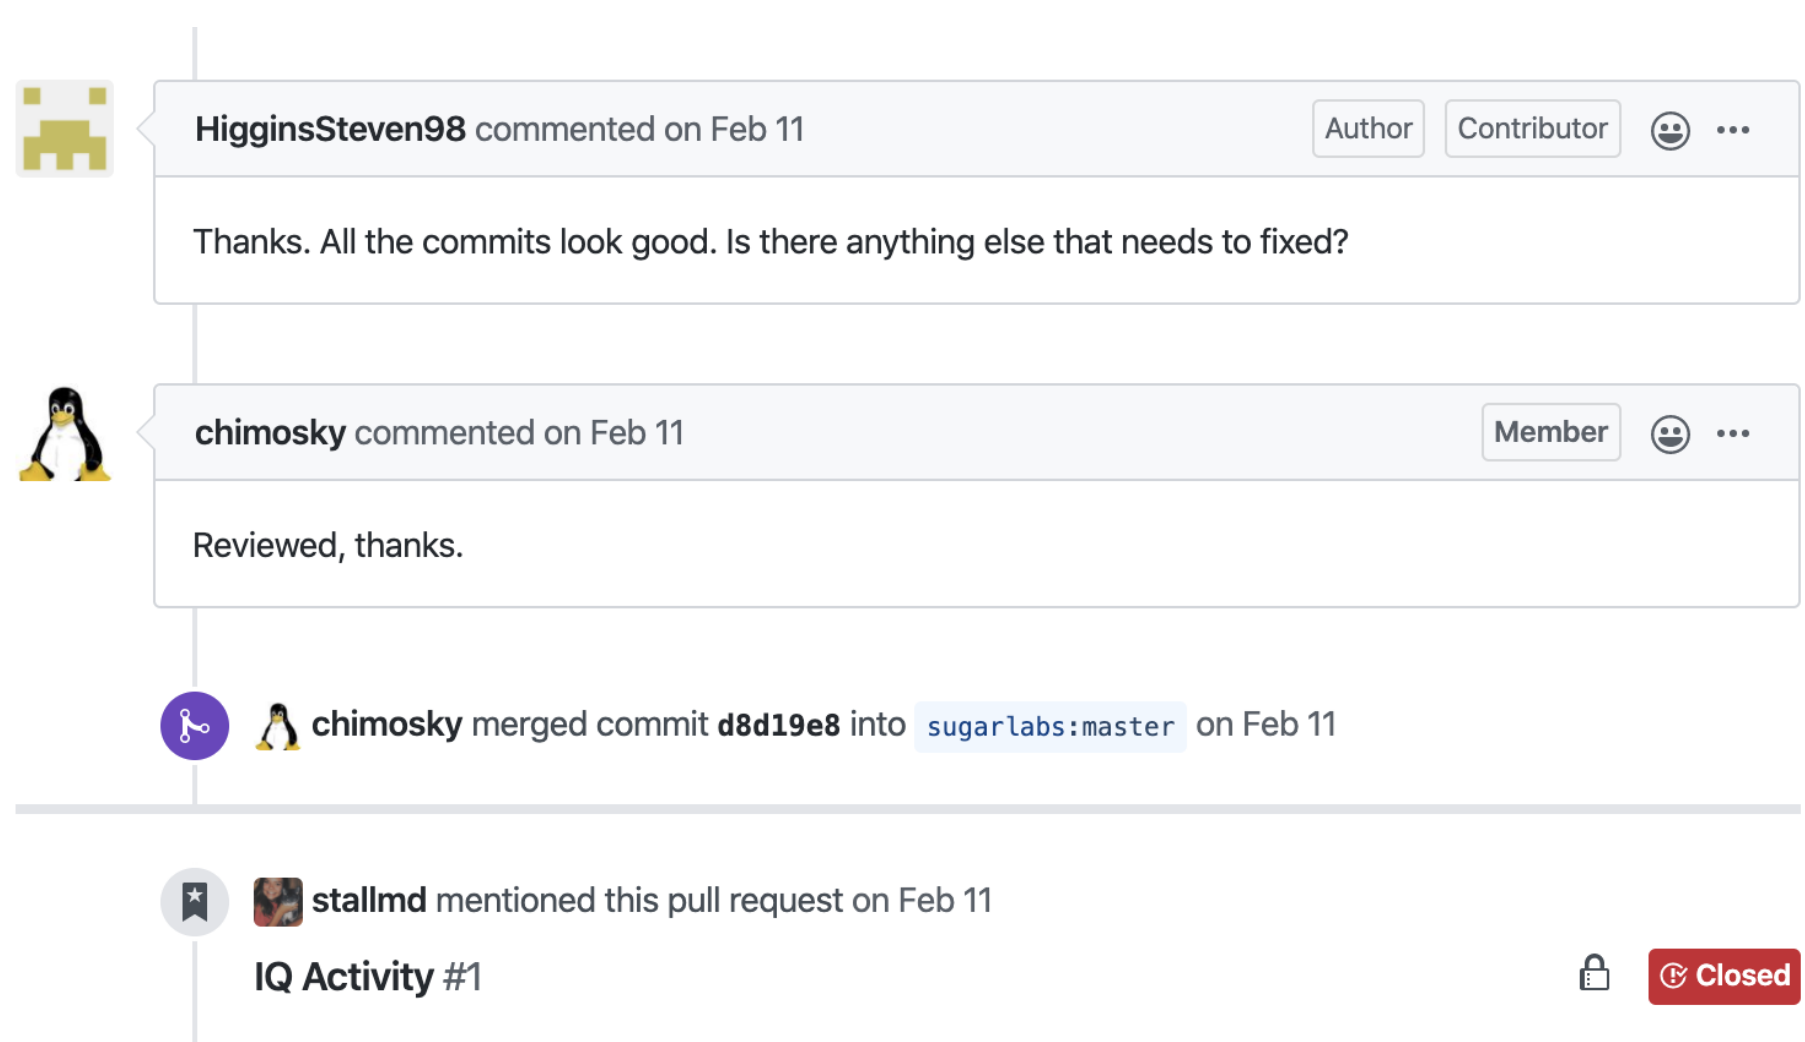 HigginsSteven98 commented on Feb 11 Author Contributor
Thanks. All the commits look good. Is there anything else that needs to fixed?
chimosky commented on Feb 11 Member
Reviewed, thanks.
chimosky merged commit d8d19e8 into sugarlabs:master on Feb 11
stallmd mentioned this pull request on Feb 11
IQ Activity #1 Closed